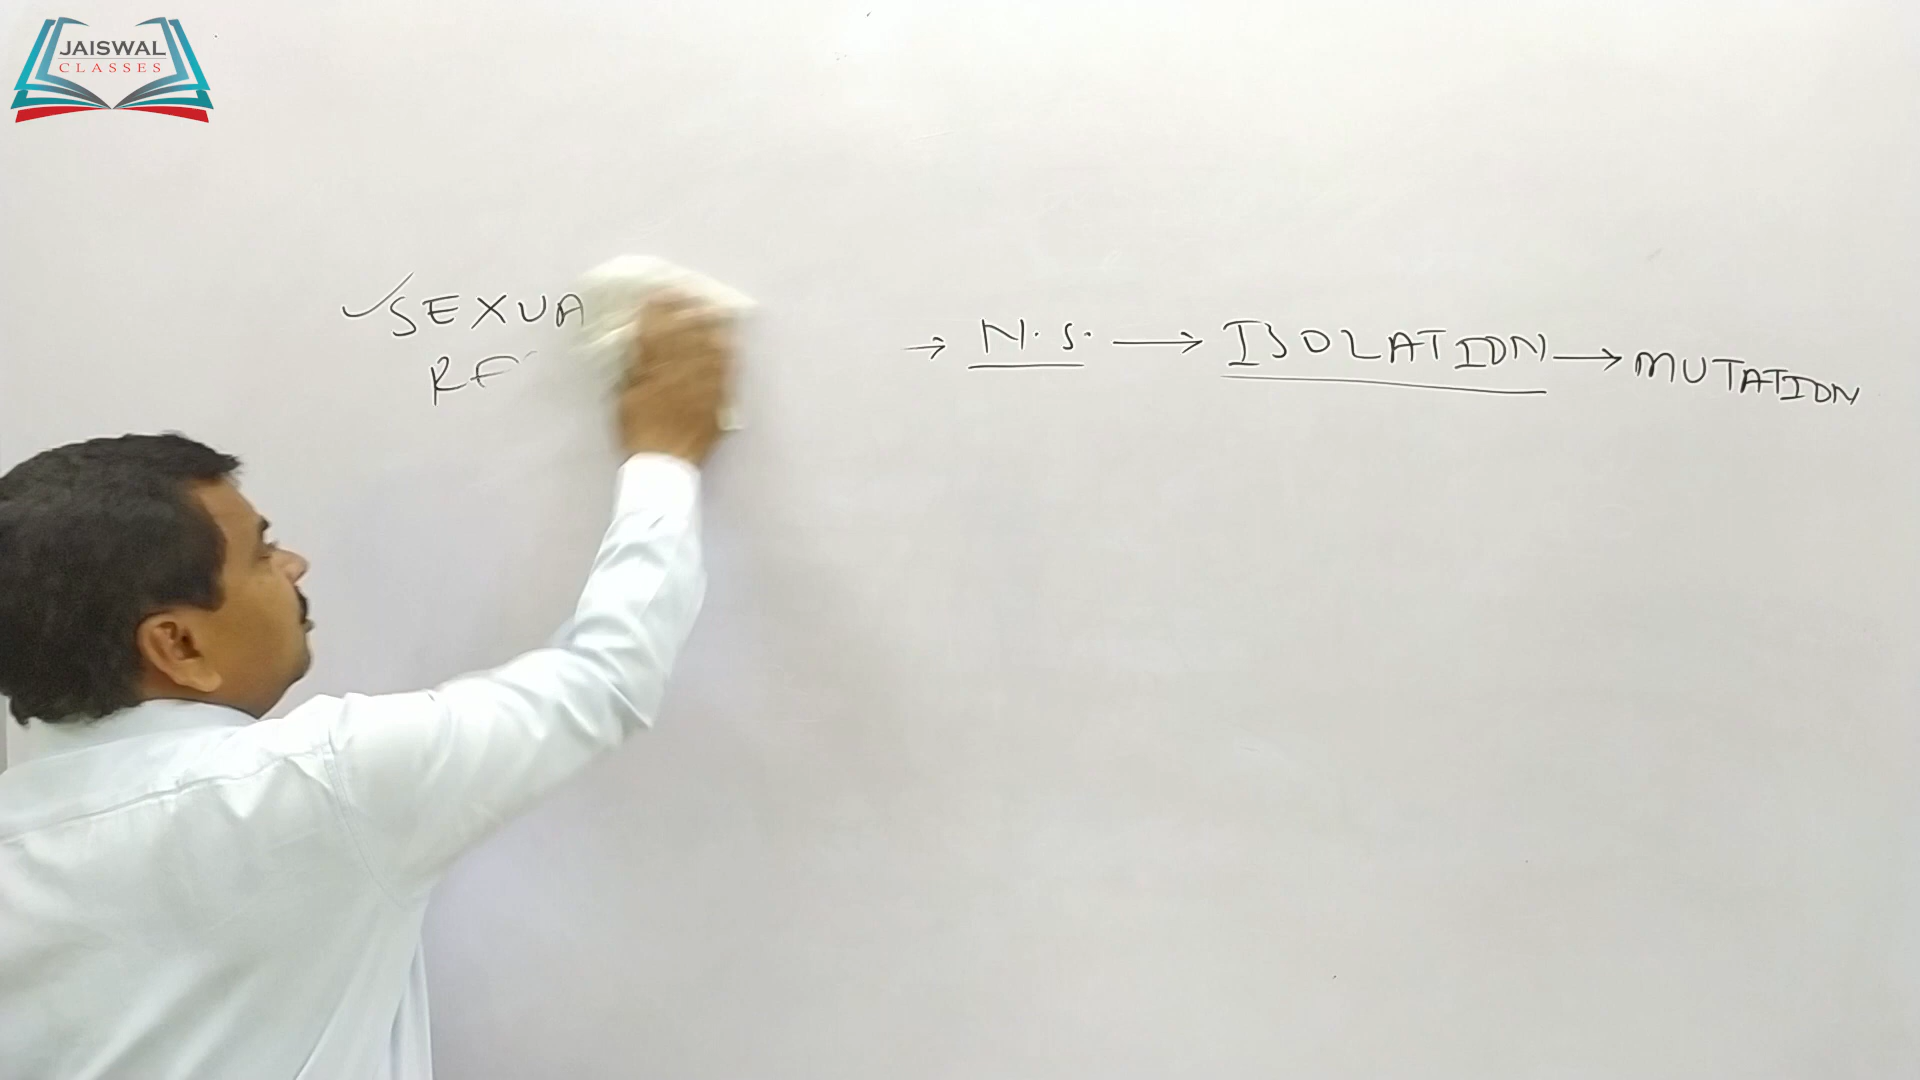 JAISWAL
CLASSES
✓SEXUA
→ N.S. → ISOLATION → MUTATION